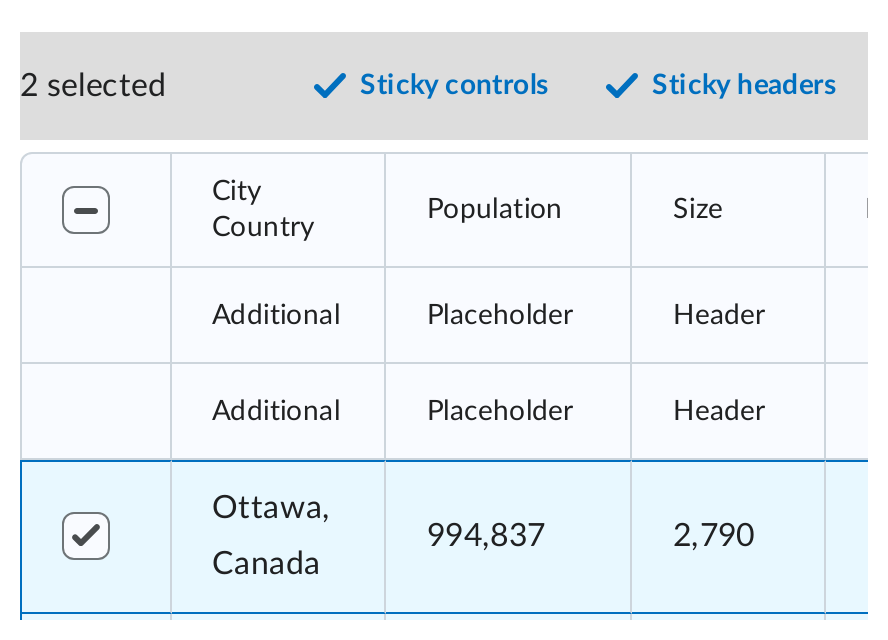 2 selected
Sticky controls
Sticky headers
City
Country
Population
Size
Additional
Placeholder
Header
Additional
Placeholder
Header
Ottawa,
Canada
994,837
2,790